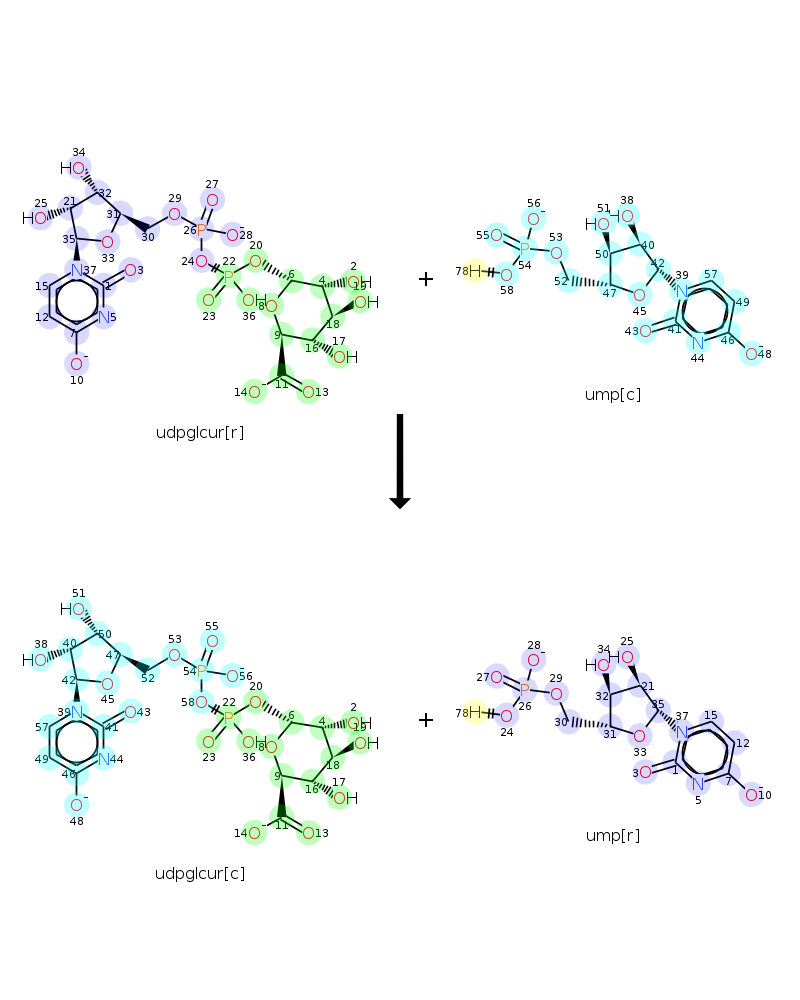 34
HO
25 21 32
HO
35 O 31 30
33
29 O O 27
26 P O - 28
24 O
22 P
O 23
OH 36
20 O
N 37
15 1 O 3
12 N 5
7
O -
10
6 4 2 OH
8 O 19 OH
9 18
16 17 OH
11
14 O - O 13
udpglcur[r]
+
56
O -
55 O
54 P
53 O
78 H
O 58
52
51 38
HO HO
50 40
47 42
O 45
39 N 57
49
43 O 41
44 N 46
O - 48
ump[c]
51
HO
38 40 50
HO
42 O 47 52
45
53 O O 55
54 P O - 56
58 O
22 P
O 23
OH 36
20 O
39 N
57 41 O 43
49 N 44
46
O -
48
6 4 2 OH
8 O 19 OH
9 18
16 17 OH
11
14 O - O 13
udpglcur[c]
+
28
O -
27 O
26 P
29 O
78 H
O 24
30
34 25
HO HO
32 21
31 35
O 33
37 N 15
12
3 O 1
5 N 7
O - 10
ump[r]